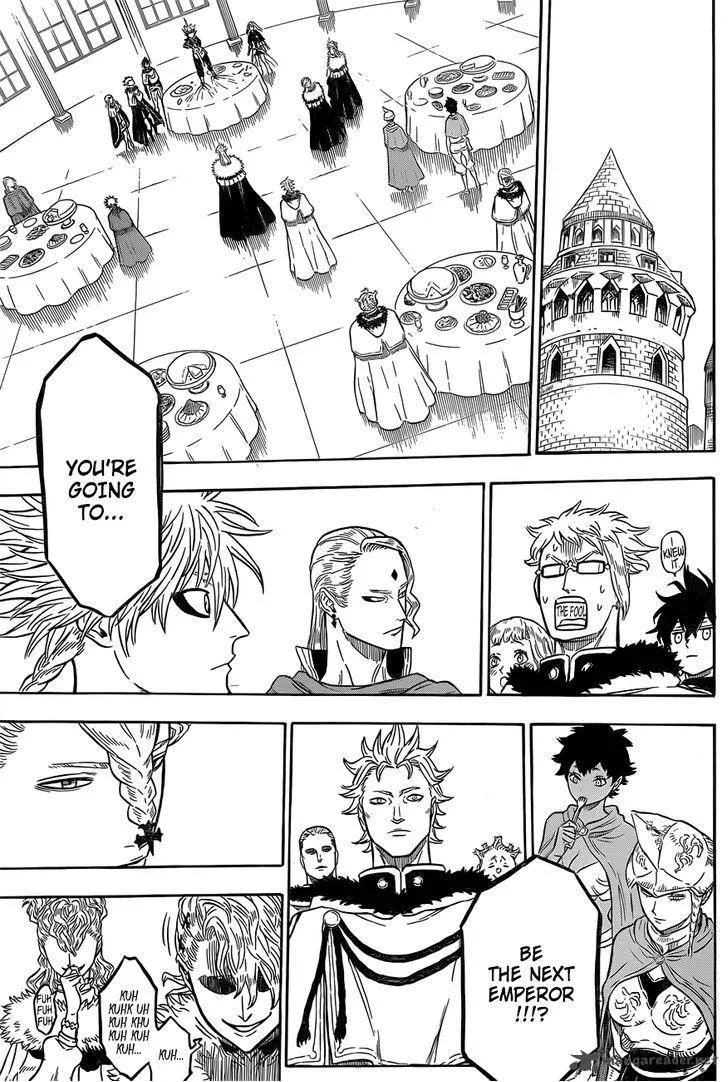 YOU'RE
GOING
TO...
I
KNEW
IT
THE FOOL
BE
THE NEXT
EMPEROR
!!!?
KUH
KUHK UH
KUH KHU
KUH KUH
KUH...
KUH...
FUH
FUH
FUH